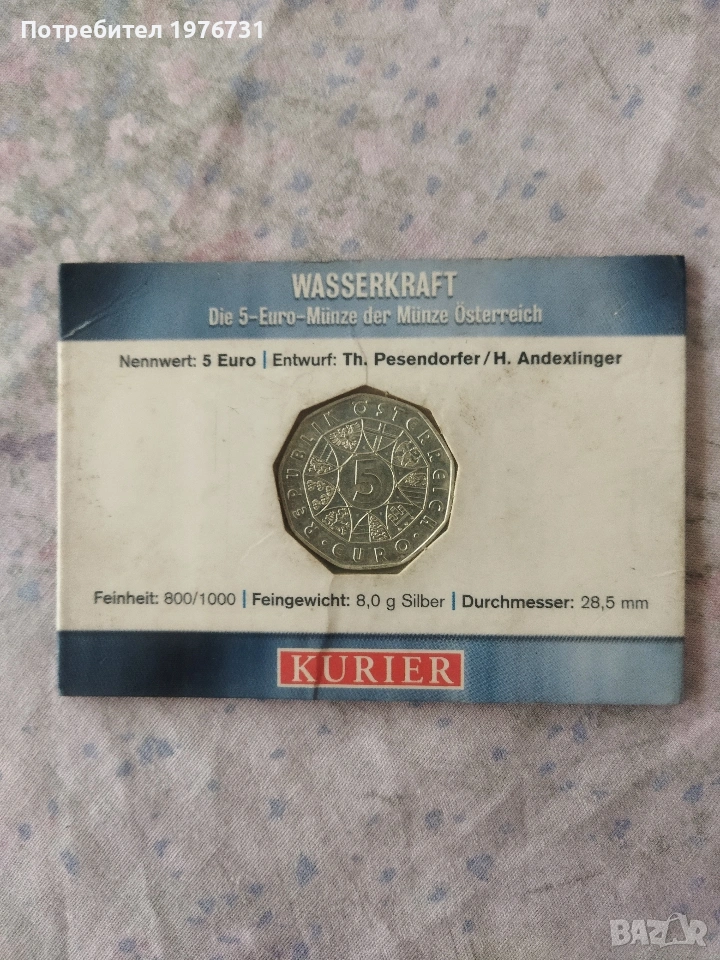 Потребител 1976731
WASSERKRAFT
Die 5-Euro-Münze der Münze Österreich
Nennwert: 5 Euro | Entwurf: Th. Pesendorfer/H. Andexlinger
REPUBLIK ÖSTERREICH
5
· EURO ·
Feinheit: 800/1000 | Feingewicht: 8,0 g Silber | Durchmesser: 28,5 mm
KURIER
BAZAR